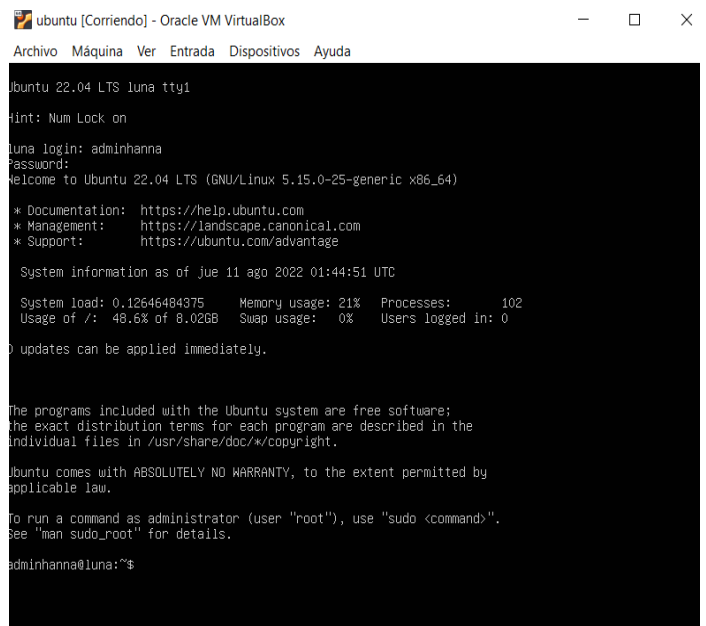 ubuntu [Corriendo] - Oracle VM VirtualBox
Archivo Máquina Ver Entrada Dispositivos Ayuda
Ubuntu 22.04 LTS luna tty1
Hint: Num Lock on
luna login: adminhanna
Password:
Welcome to Ubuntu 22.04 LTS (GNU/Linux 5.15.0-25-generic x86_64)
* Documentation: https://help.ubuntu.com
* Management: https://landscape.canonical.com
* Support: https://ubuntu.com/advantage
System information as of jue 11 ago 2022 01:44:51 UTC
System load: 0.12646484375 Memory usage: 21% Processes: 102
Usage of /: 48.6% of 8.02GB Swap usage: 0% Users logged in: 0
0 updates can be applied immediately.
The programs included with the Ubuntu system are free software;
the exact distribution terms for each program are described in the
individual files in /usr/share/doc/*/copyright.
Ubuntu comes with ABSOLUTELY NO WARRANTY, to the extent permitted by
applicable law.
To run a command as administrator (user "root"), use "sudo <command>".
See "man sudo_root" for details.
adminhanna@luna:~$